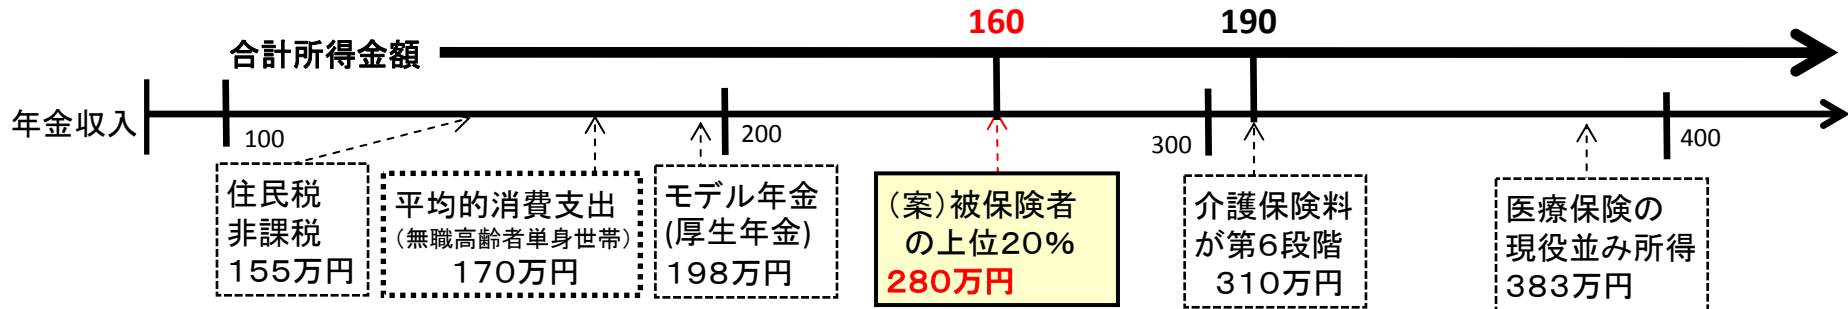 160
190
合計所得金額
年金収入
100
200
300
400
住民税
非課税
155万円
平均的消費支出
(無職高齢者単身世帯)
170万円
モデル年金
(厚生年金)
198万円
(案)被保険者
の上位20%
280万円
介護保険料
が第6段階
310万円
医療保険の
現役並み所得
383万円